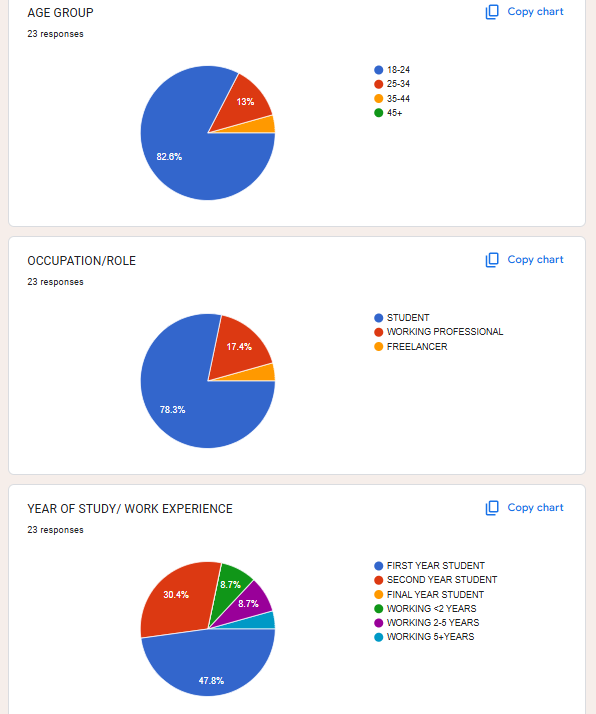 AGE GROUP
Copy chart
23 responses
18-24
25-34
35-44
45+
13%
82.6%
OCCUPATION/ROLE
Copy chart
23 responses
STUDENT
WORKING PROFESSIONAL
FREELANCER
17.4%
78.3%
YEAR OF STUDY/ WORK EXPERIENCE
Copy chart
23 responses
FIRST YEAR STUDENT
SECOND YEAR STUDENT
FINAL YEAR STUDENT
WORKING <2 YEARS
WORKING 2-5 YEARS
WORKING 5+YEARS
8.7%
30.4%
8.7%
47.8%